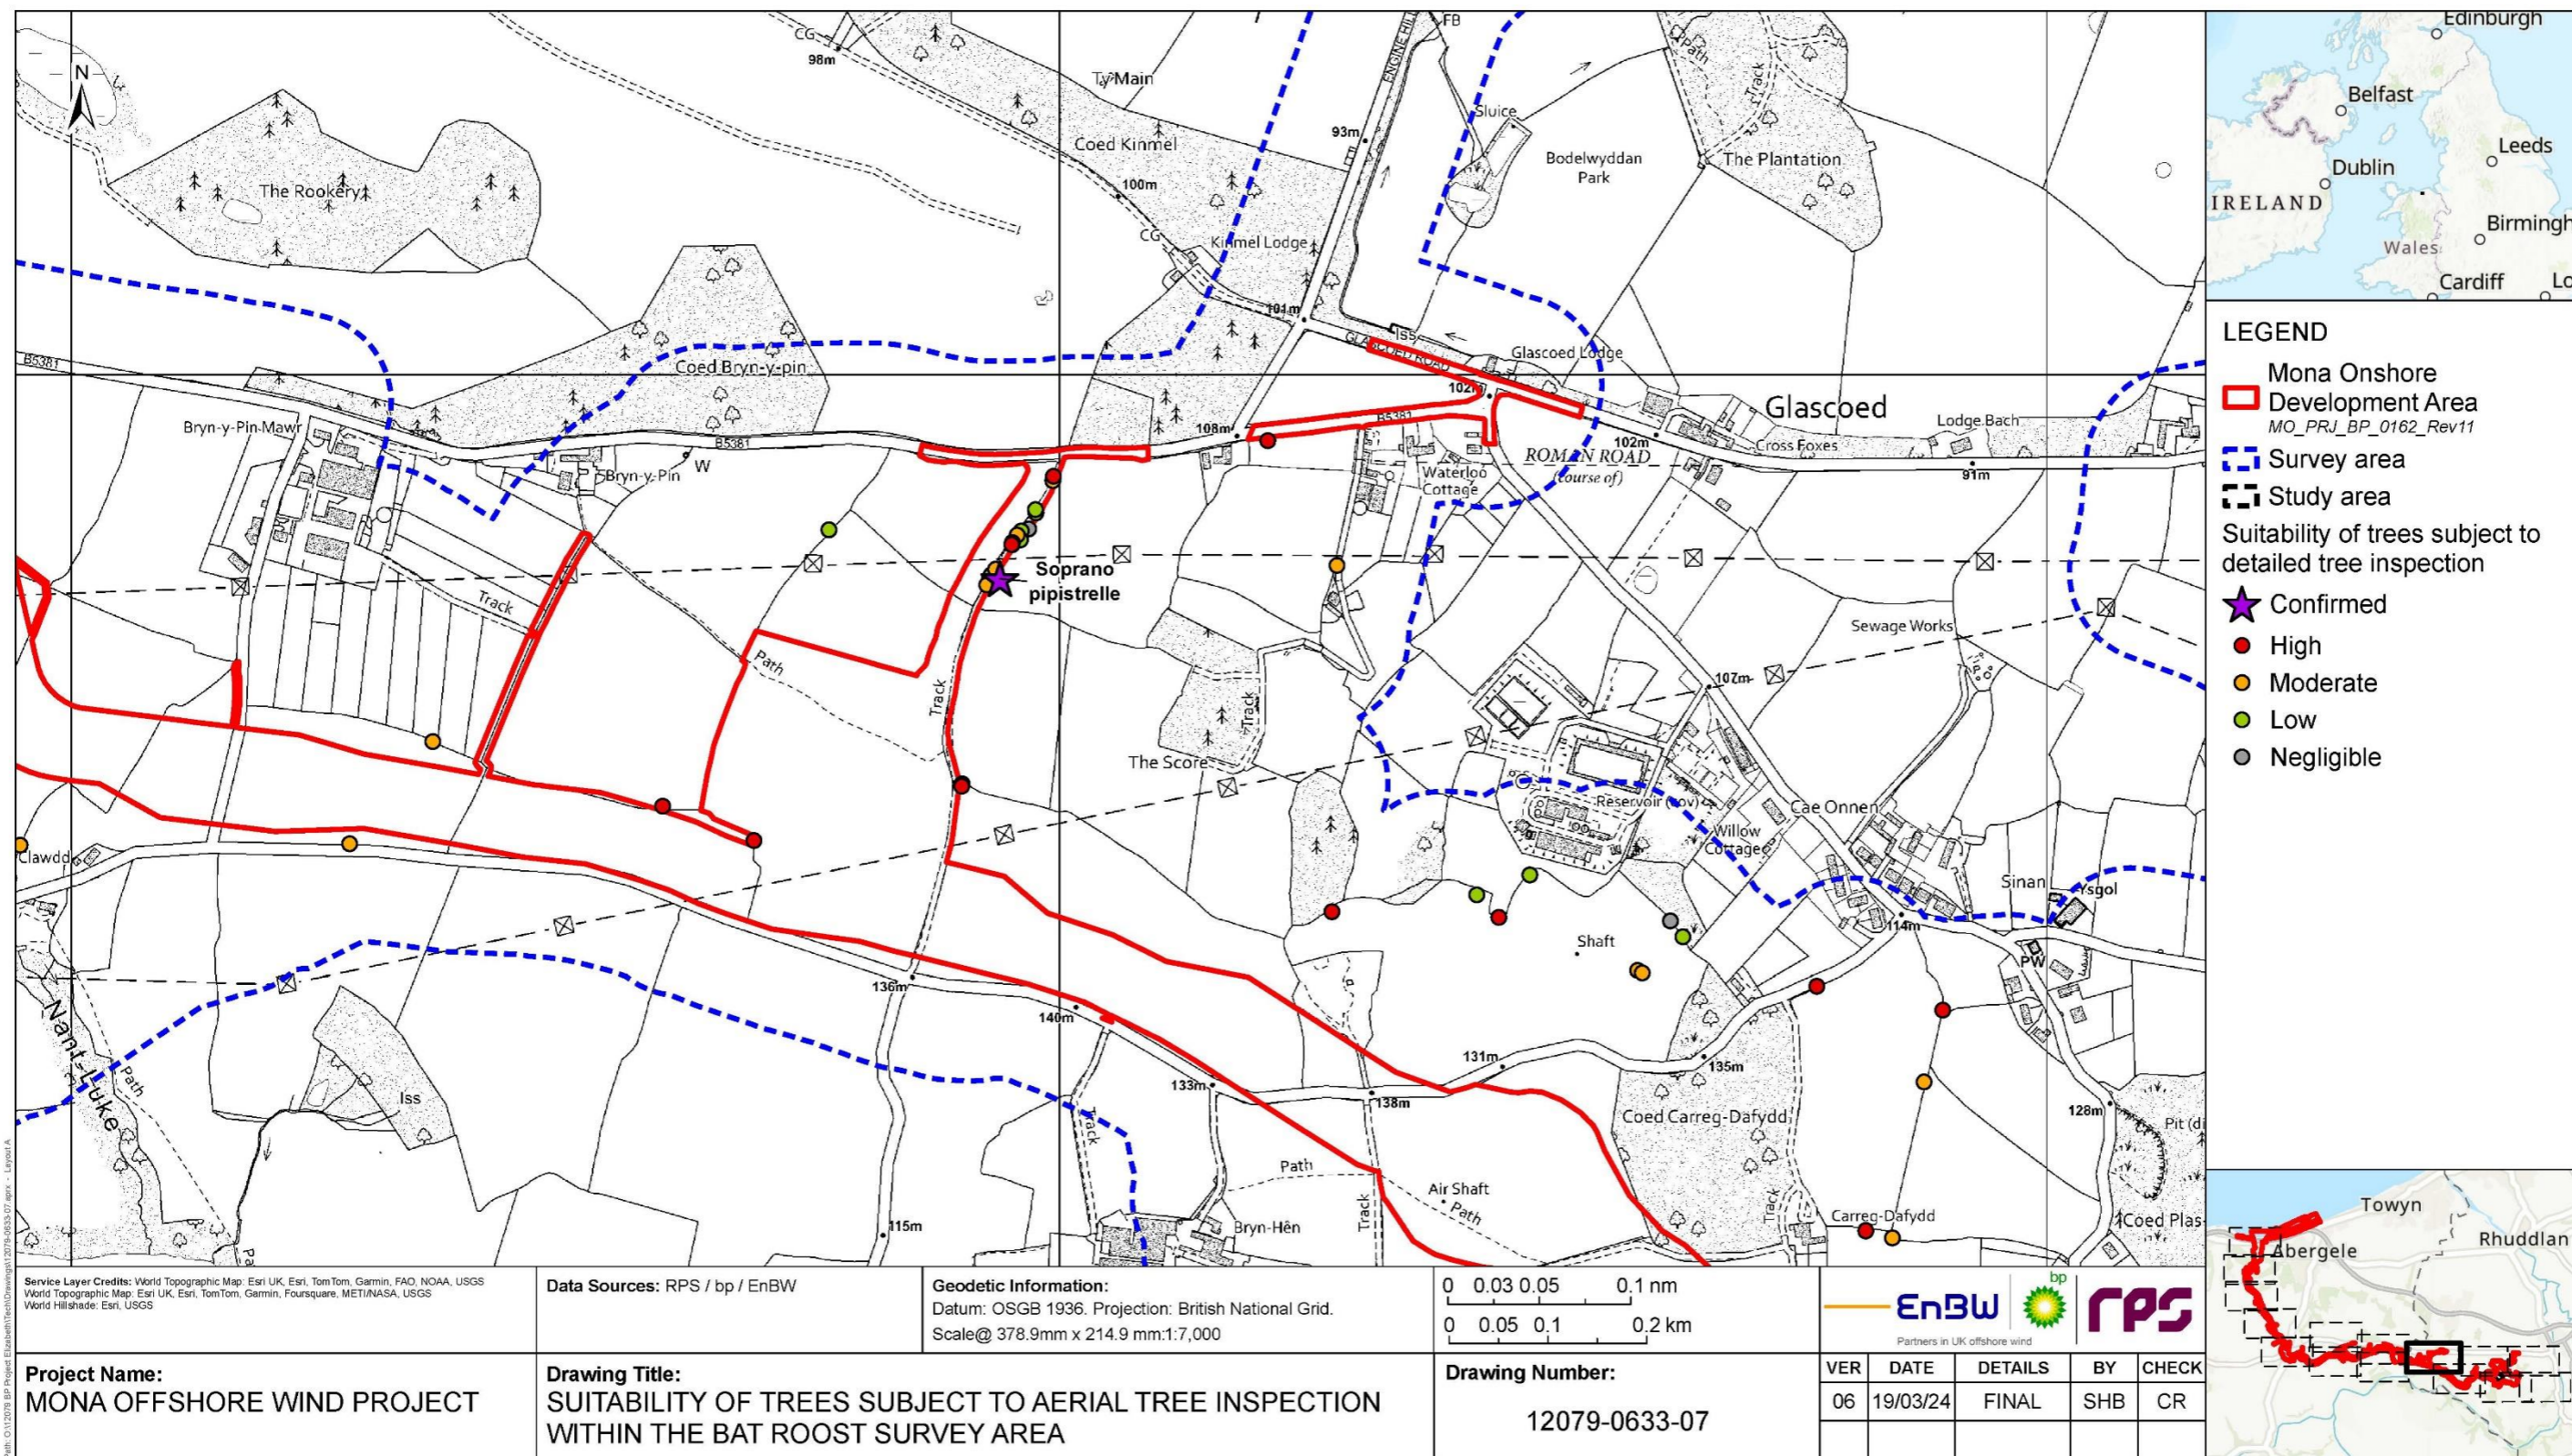 N
CG
98m
Ty Main
ENGINE HILL
FB
Path
Track
Sluice
93m
Coed Kinmel
Bodelwyddan
Park
The Plantation
The Rookery
100m
CG
Kinmel Lodge
101m
Iss
GLASCOED ROAD
Glascoed Lodge
B5381
Coed Bryn-y-pin
102m
Glascoed
Bryn-y-Pin Mawr
B5381
108m
B5381
102m
Cross Foxes
Lodge Bach
Bryn-y-Pin
W
ROMAN ROAD
(course of)
91m
Waterloo
Cottage
Soprano
pipistrelle
Track
Sewage Works
Path
Track
107m
Track
The Score
Reservoir (cov)
Cae Onnen
Willow
Cottage
Clawdd
Sinan
Ysgol
114m
Shaft
PW
136m
140m
Nant-Luke
Path
131m
135m
133m
138m
Iss
Track
Coed Carreg-Dafydd
128m
Pit (di
Path
Air Shaft
Path
Track
Track
Carreg-Dafydd
Coed Plas-
115m
Bryn-Hên
Pa
Edinburgh
Belfast
Leeds
Dublin
IRELAND
Birmingh
Wales
Cardiff
Lo
LEGEND
Mona Onshore
Development Area
MO_PRJ_BP_0162_Rev11
Survey area
Study area
Suitability of trees subject to
detailed tree inspection
Confirmed
High
Moderate
Low
Negligible
Towyn
Abergele
Rhuddlan
Service Layer Credits: World Topographic Map: Esri UK, Esri, TomTom, Garmin, FAO, NOAA, USGS
World Topographic Map: Esri UK, Esri, TomTom, Garmin, Foursquare, METI/NASA, USGS
World Hillshade: Esri, USGS
Data Sources: RPS / bp / EnBW
Geodetic Information:
Datum: OSGB 1936. Projection: British National Grid.
Scale@ 378.9mm x 214.9 mm:1:7,000
0 0.03 0.05 0.1 nm
0 0.05 0.1 0.2 km
EnBW
Partners in UK offshore wind
bp
rps
Project Name:
MONA OFFSHORE WIND PROJECT
Drawing Title:
SUITABILITY OF TREES SUBJECT TO AERIAL TREE INSPECTION
WITHIN THE BAT ROOST SURVEY AREA
Drawing Number:
12079-0633-07
VER DATE DETAILS BY CHECK
06 19/03/24 FINAL SHB CR